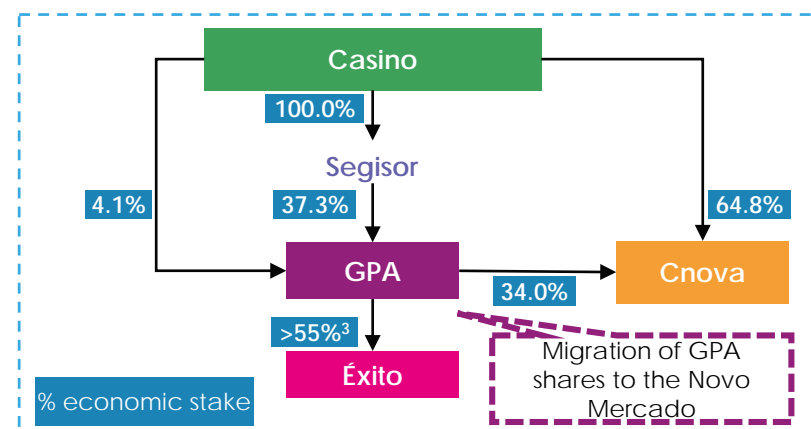 Casino
100.0%
Segisor
4.1%
37.3%
64.8%
GPA
Cnova
34.0%
>55%³
Éxito
Migration of GPA
shares to the Novo
Mercado
% economic stake